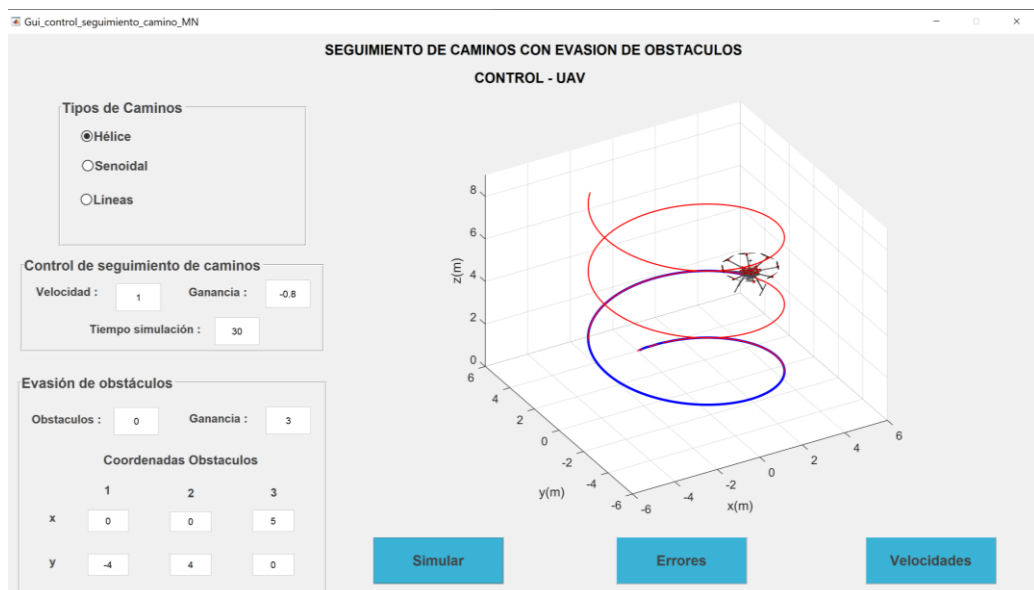 Gui_control_seguimiento_camino_MN
SEGUIMIENTO DE CAMINOS CON EVASION DE OBSTACULOS
CONTROL - UAV
Tipos de Caminos
Hélice
Senoidal
Líneas
Control de seguimiento de caminos
Velocidad : 1 Ganancia : -0.8
Tiempo simulación : 30
Evasión de obstáculos
Obstaculos : 0 Ganancia : 3
Coordenadas Obstaculos
1 2 3
x 0 0 5
y -4 4 0
z(m)
8
6
4
2
0
6
4
2
0
-2
-4
-6
y(m)
-6
-4
-2
0
2
4
6
x(m)
Simular Errores Velocidades